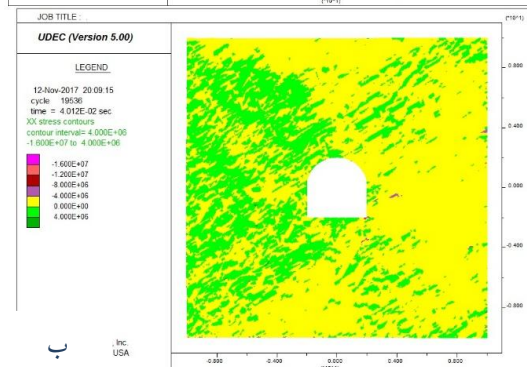 (*10^1)
JOB TITLE : .
(*10^1)
UDEC (Version 5.00)
LEGEND
12-Nov-2017 20:09:15
cycle 19536
time = 4.012E-02 sec
XX stress contours
contour interval= 4.000E+06
-1.600E+07 to 4.000E+06
-1.600E+07
-1.200E+07
-8.000E+06
-4.000E+06
0.000E+00
4.000E+06
0.800
0.400
0.000
-0.400
-0.800
ب
, Inc.
USA
-0.800 -0.400 0.000 0.400 0.800